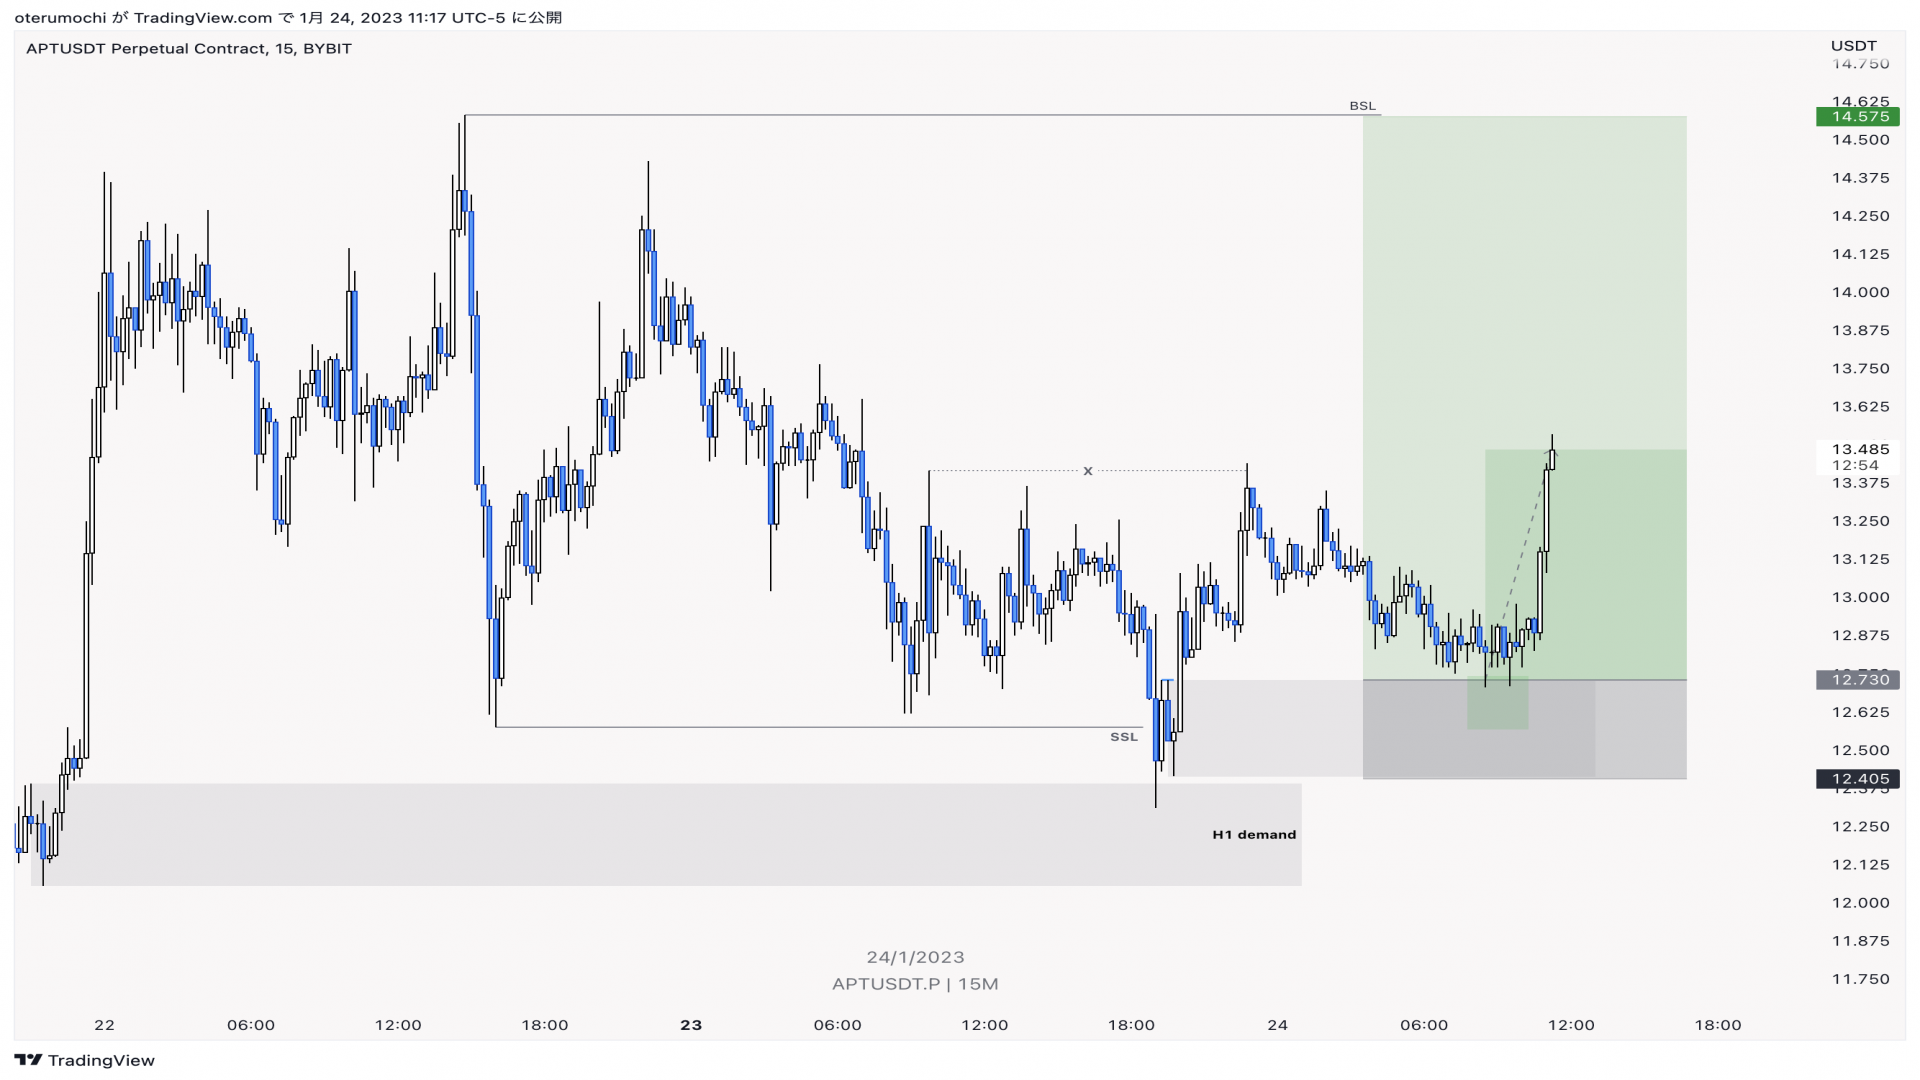 oterumochi が TradingView.com で 1月 24, 2023 11:17 UTC-5 に公開
APTUSDT Perpetual Contract, 15, BYBIT
USDT
14.750
14.625
14.575
14.500
14.375
14.250
14.125
14.000
13.875
13.750
13.625
13.485
12:54
13.375
13.250
13.125
13.000
12.875
12.730
12.625
12.500
12.405
12.375
12.250
12.125
12.000
11.875
11.750
BSL
x
SSL
H1 demand
24/1/2023
APTUSDT.P | 15M
22 06:00 12:00 18:00 23 06:00 12:00 18:00 24 06:00 12:00 18:00
TradingView